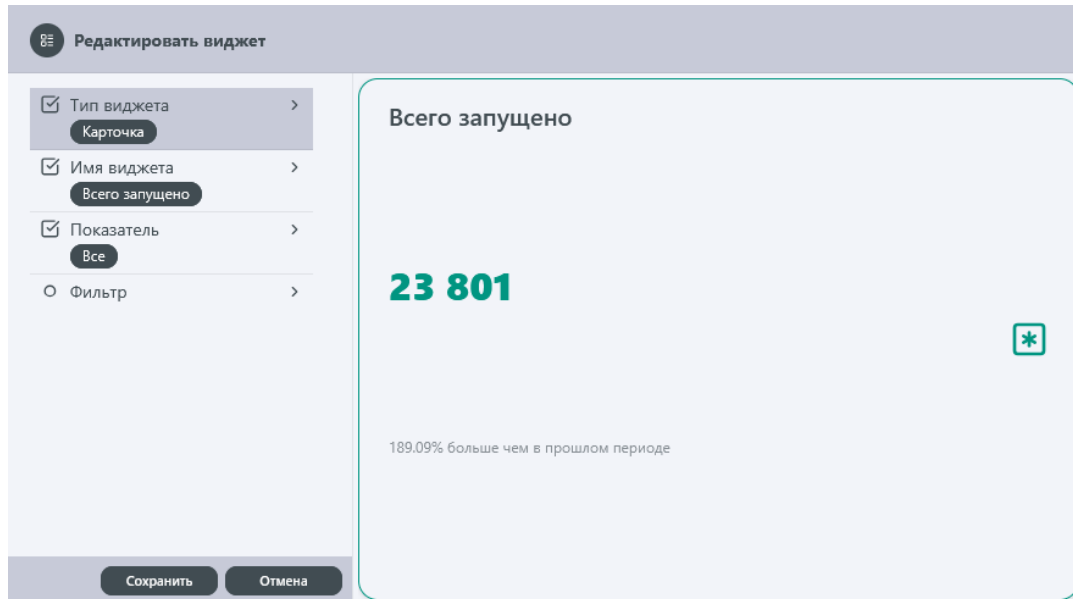 Редактировать виджет
Тип виджета
Карточка
Имя виджета
Всего запущено
Показатель
Все
Фильтр
Сохранить
Отмена
Всего запущено
23 801
189.09% больше чем в прошлом периоде